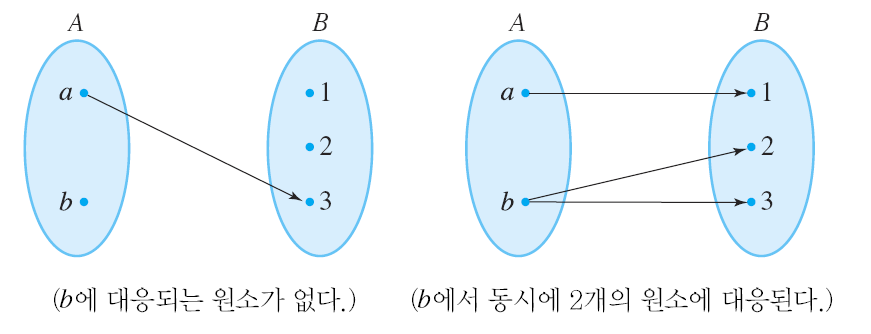 A B A B
a 1 a 1
2 2
b 3 b 3
(b에 대응되는 원소가 없다.) (b에서 동시에 2개의 원소에 대응된다.)